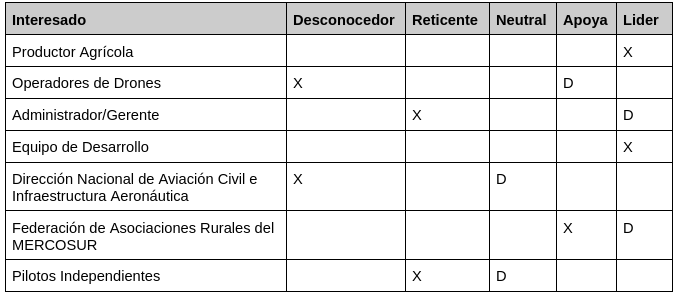 Interesado Desconocedor Reticente Neutral Apoya Lider
Productor Agrícola X
Operadores de Drones X D
Administrador/Gerente X D
Equipo de Desarrollo X
Dirección Nacional de Aviación Civil e X D
Infraestructura Aeronáutica
Federación de Asociaciones Rurales del X D
MERCOSUR
Pilotos Independientes X D